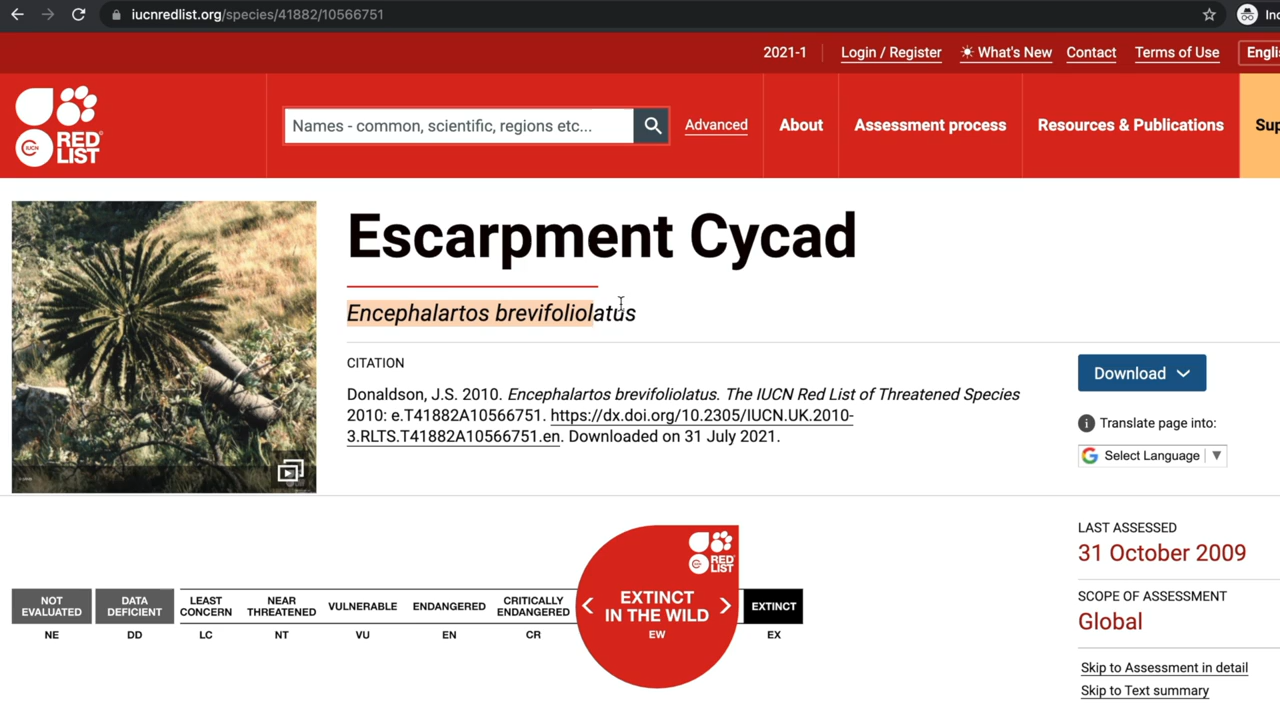 iucnredlist.org/species/41882/10566751
2021-1 Login / Register What's New Contact Terms of Use
IUCN RED LIST
Names - common, scientific, regions etc... Advanced About Assessment process Resources & Publications
Escarpment Cycad
Encephalartos brevifoliolatus
CITATION
Donaldson, J.S. 2010. Encephalartos brevifoliolatus. The IUCN Red List of Threatened Species
2010: e.T41882A10566751. https://dx.doi.org/10.2305/IUCN.UK.2010-
3.RLTS.T41882A10566751.en. Downloaded on 31 July 2021.
Download
Translate page into:
Select Language
LAST ASSESSED
31 October 2009
SCOPE OF ASSESSMENT
Global
Skip to Assessment in detail
Skip to Text summary
RED LIST
NOT EVALUATED
NE
DATA DEFICIENT
DD
LEAST CONCERN
LC
NEAR THREATENED
NT
VULNERABLE
VU
ENDANGERED
EN
CRITICALLY ENDANGERED
CR
EXTINCT
IN THE WILD
EW
EXTINCT
EX